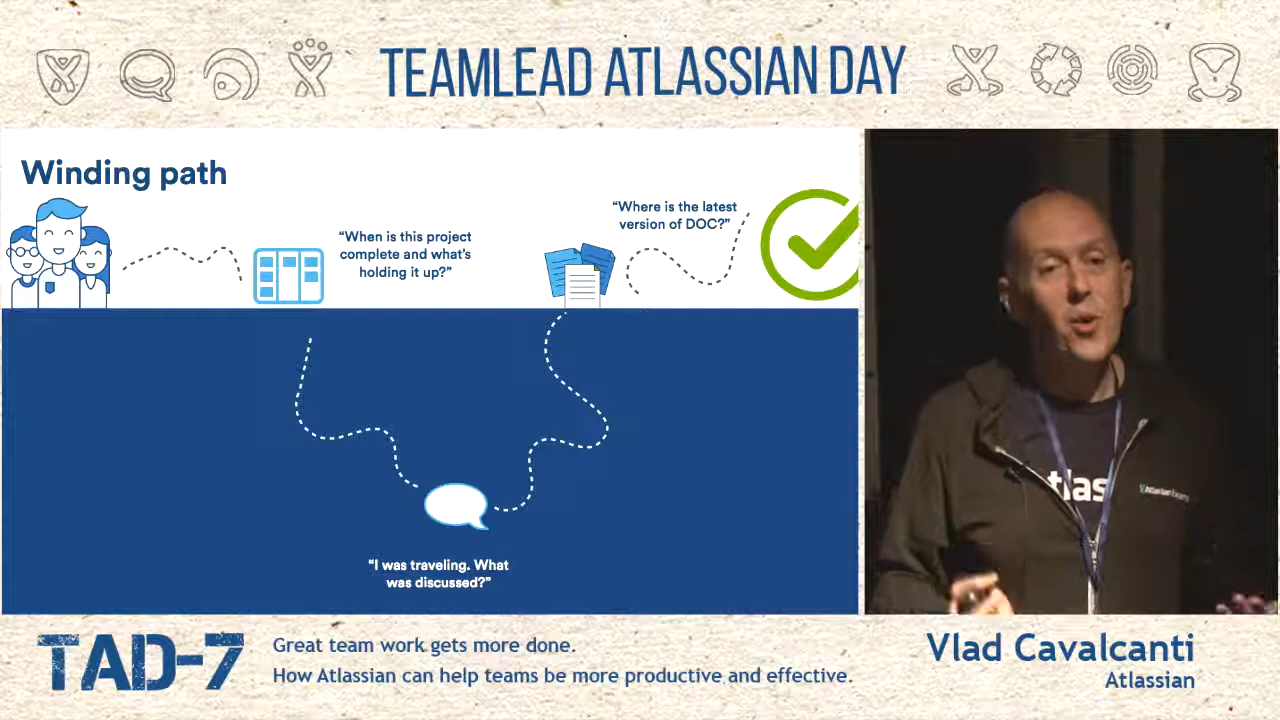 TEAMLEAD ATLASSIAN DAY
Winding path
“When is this project
complete and what’s
holding it up?”
“Where is the latest
version of DOC?”
“I was traveling. What
was discussed?”
tlas
TAD-7
Great team work gets more done.
How Atlassian can help teams be more productive and effective.
Vlad Cavalcanti
Atlassian